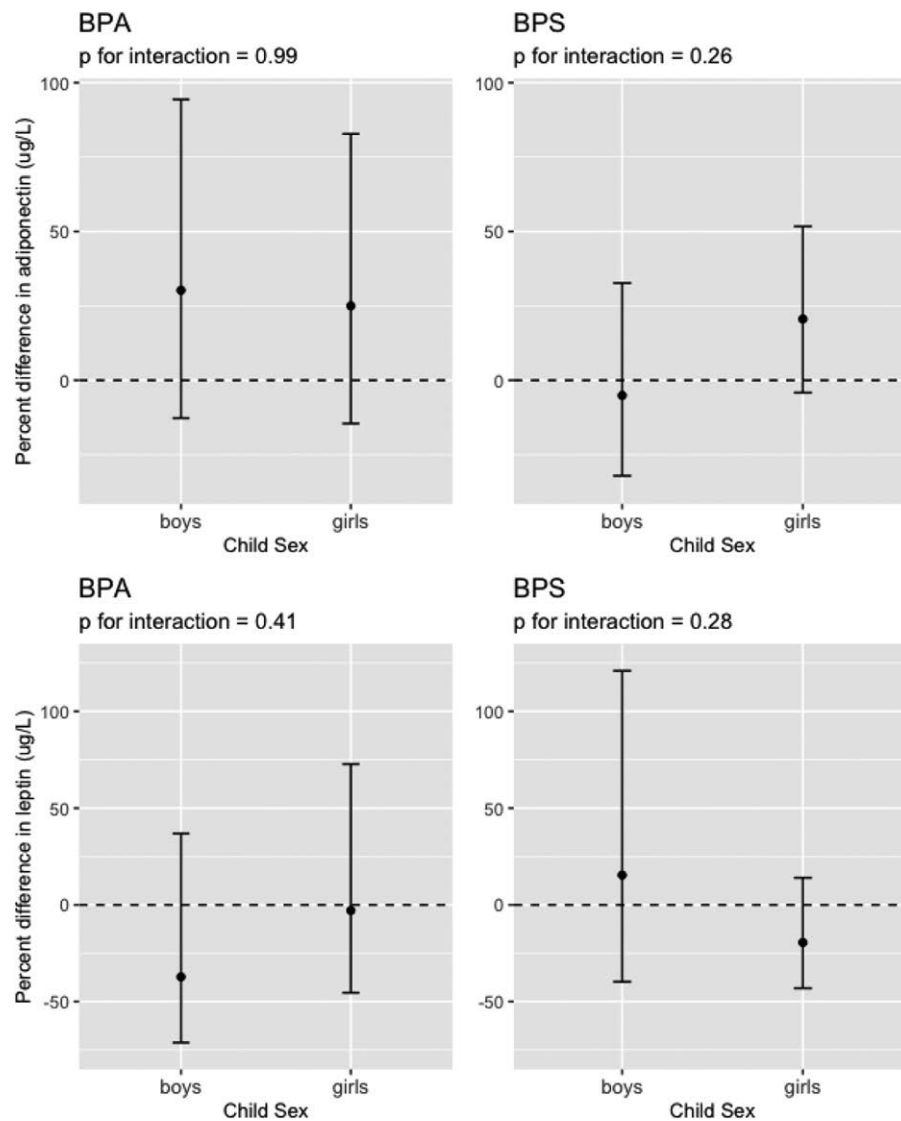 BPA
p for interaction = 0.99
Percent difference in adiponectin (ug/L)
100
50
0
boys
girls
Child Sex
BPS
p for interaction = 0.26
100
50
0
boys
girls
Child Sex
BPA
p for interaction = 0.41
Percent difference in leptin (ug/L)
100
50
0
-50
boys
girls
Child Sex
BPS
p for interaction = 0.28
100
50
0
-50
boys
girls
Child Sex